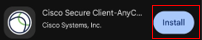 Cisco Secure Client-AnyC...
Cisco Systems, Inc.
Install